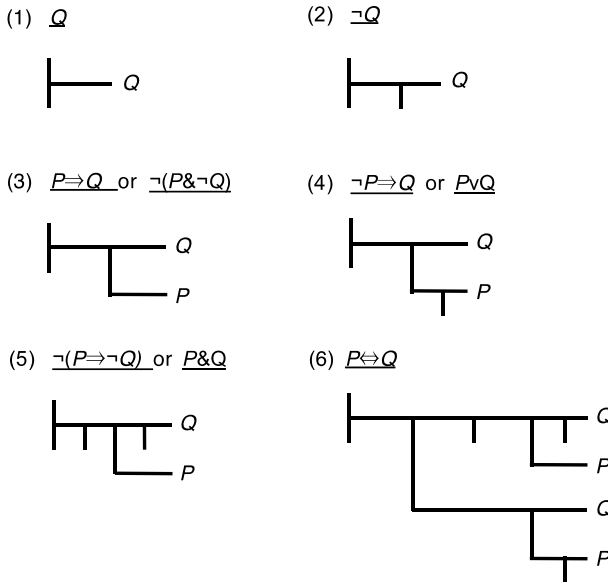 (1) Q
(2) ¬Q
Q
Q
(3) P⇒Q or ¬(P&¬Q)
(4) ¬P⇒Q or PvQ
Q
P
Q
P
(5) ¬(P⇒¬Q) or P&Q
(6) P⇔Q
Q
P
Q
P
Q
P